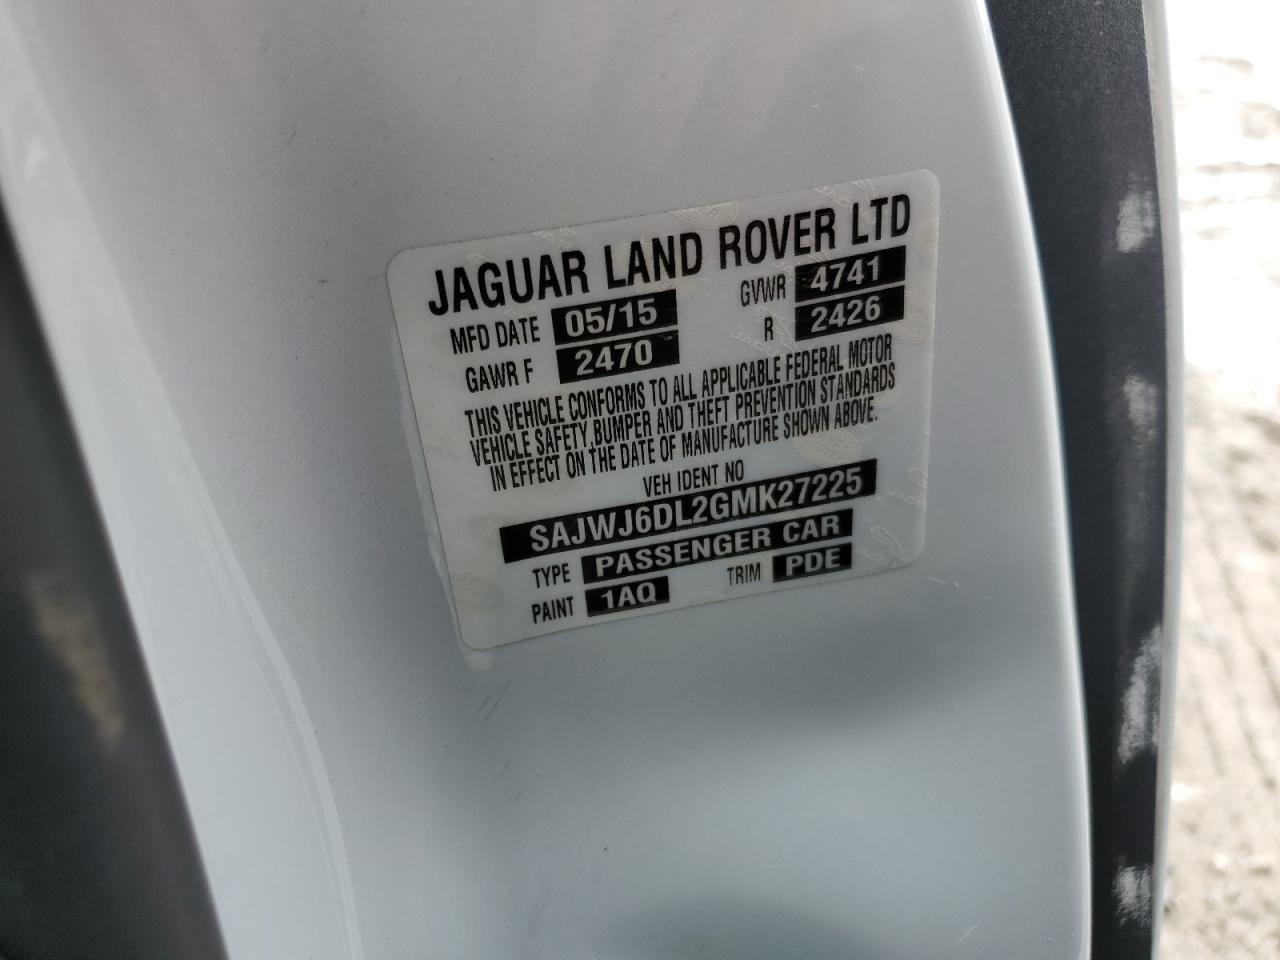 JAGUAR LAND ROVER LTD
MFD DATE 05/15 GVWR 4741
GAWR F 2470 R 2426
THIS VEHICLE CONFORMS TO ALL APPLICABLE FEDERAL MOTOR
VEHICLE SAFETY,BUMPER AND THEFT PREVENTION STANDARDS
IN EFFECT ON THE DATE OF MANUFACTURE SHOWN ABOVE.
VEH IDENT NO
SAJWJ6DL2GMK27225
TYPE PASSENGER CAR
PAINT 1AQ TRIM PDE